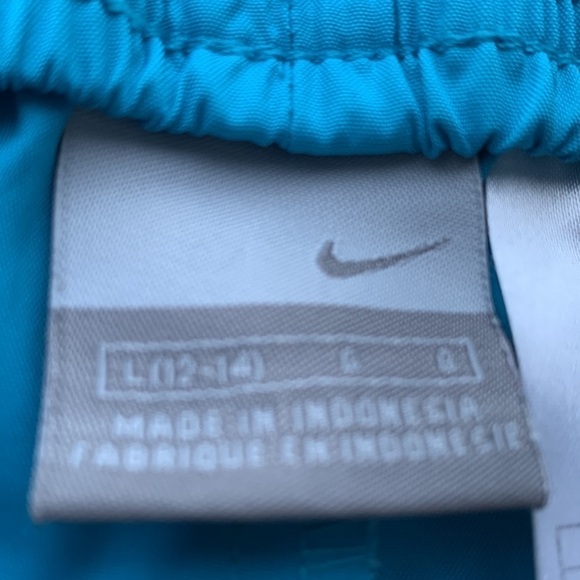 L (12-14) G G
MADE IN INDONESIA
FABRIQUE EN INDONESIE